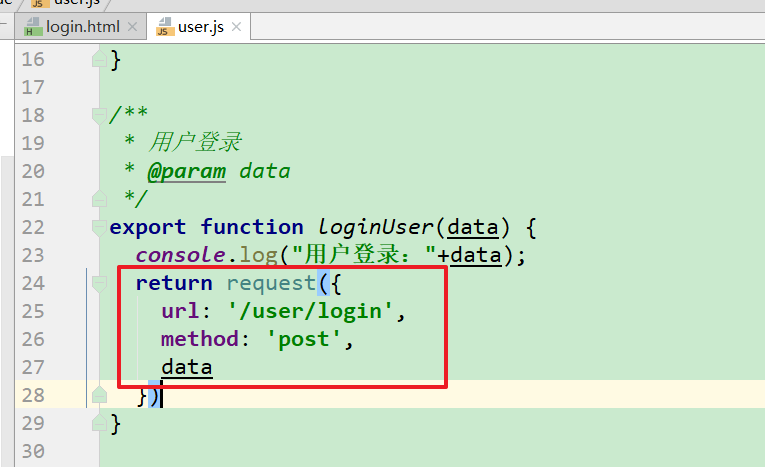 user.js
login.html
user.js
16 }
17
18 /**
19 * 用户登录
20 * @param data
21 */
22 export function loginUser(data) {
23 console.log("用户登录："+data);
24 return request({
25 url: '/user/login',
26 method: 'post',
27 data
28 })
29 }
30